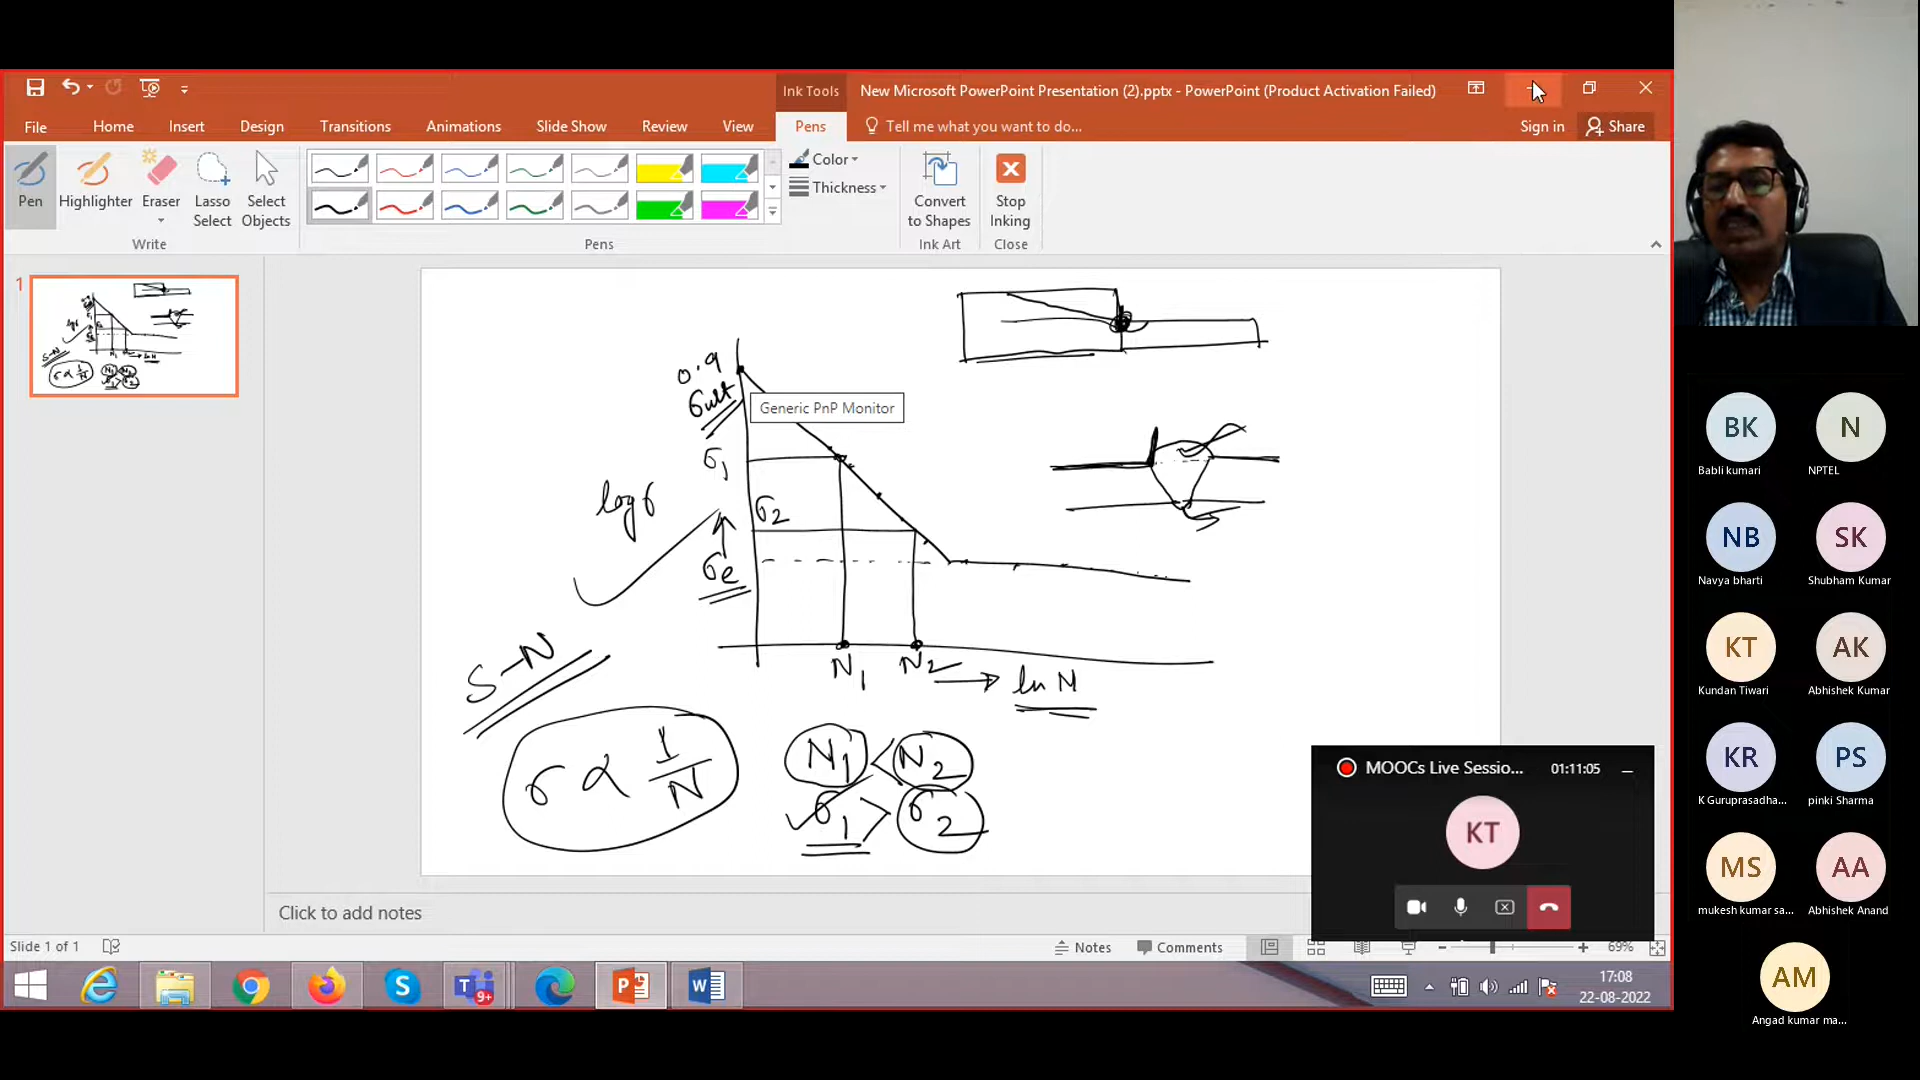 Ink Tools
New Microsoft PowerPoint Presentation (2).pptx - PowerPoint (Product Activation Failed)
File Home Insert Design Transitions Animations Slide Show Review View Pens Tell me what you want to do... Sign in Share
Pen Highlighter Eraser Lasso Select Select Objects
Color
Thickness
Convert to Shapes
Stop Inking
Write Pens Ink Art Close
1
0.9
σult
Generic PnP Monitor
σ1
log σ
σ2
σe
N1 N2 → ln N
S-N
σ ∝ 1/N
N1 < N2
σ1 > σ2
Click to add notes
Slide 1 of 1
Notes Comments 69%
MOOCs Live Sessio... 01:11:05
KT
9+
17:08
22-08-2022
BK N
Babli kumari NPTEL
NB SK
Navya bharti Shubham Kumar
KT AK
Kundan Tiwari Abhishek Kumar
KR PS
K Guruprasadha... pinki Sharma
MS AA
mukesh kumar sa... Abhishek Anand
AM
Angad kumar ma...